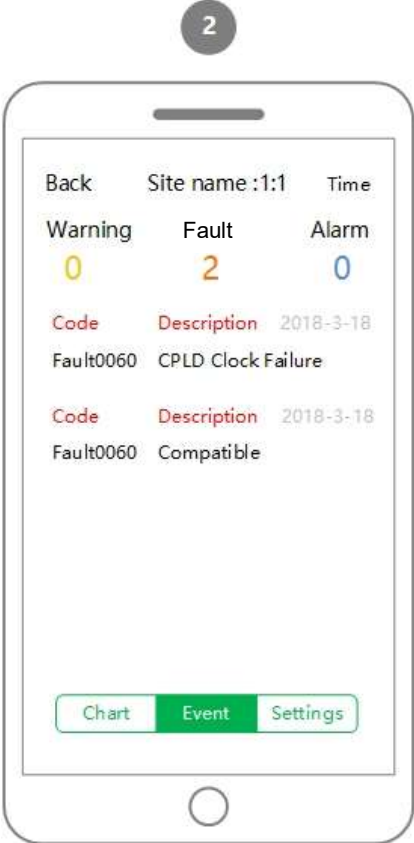 2
Back Site name :1:1 Time
Warning Fault Alarm
0 2 0
Code Description 2018-3-18
Fault0060 CPLD Clock Failure
Code Description 2018-3-18
Fault0060 Compatible
Chart Event Settings